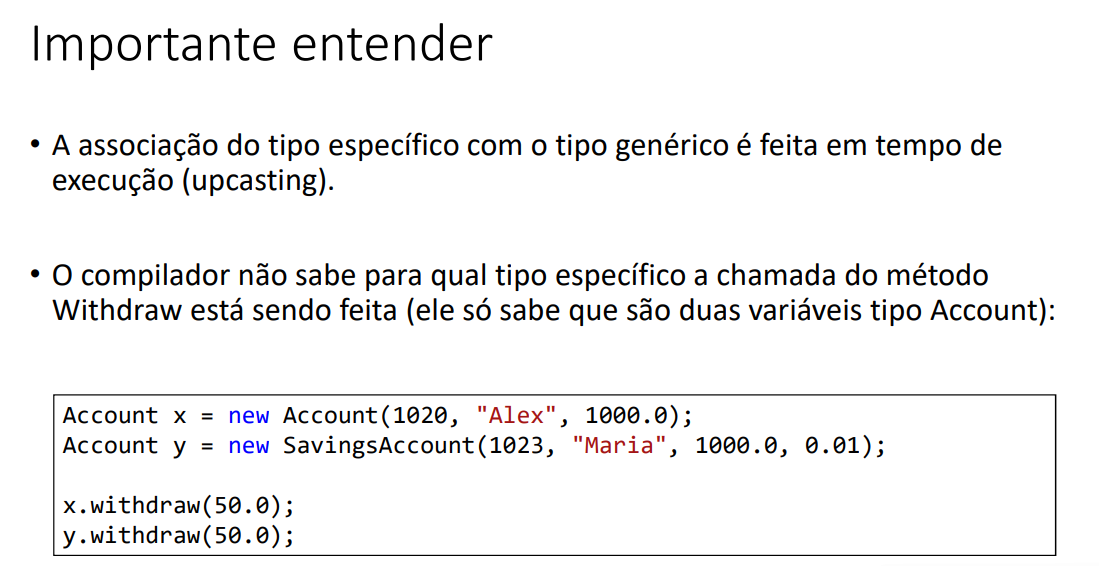 Importante entender
• A associação do tipo específico com o tipo genérico é feita em tempo de
execução (upcasting).
• O compilador não sabe para qual tipo específico a chamada do método
Withdraw está sendo feita (ele só sabe que são duas variáveis tipo Account):
Account x = new Account(1020, "Alex", 1000.0);
Account y = new SavingsAccount(1023, "Maria", 1000.0, 0.01);
x.withdraw(50.0);
y.withdraw(50.0);